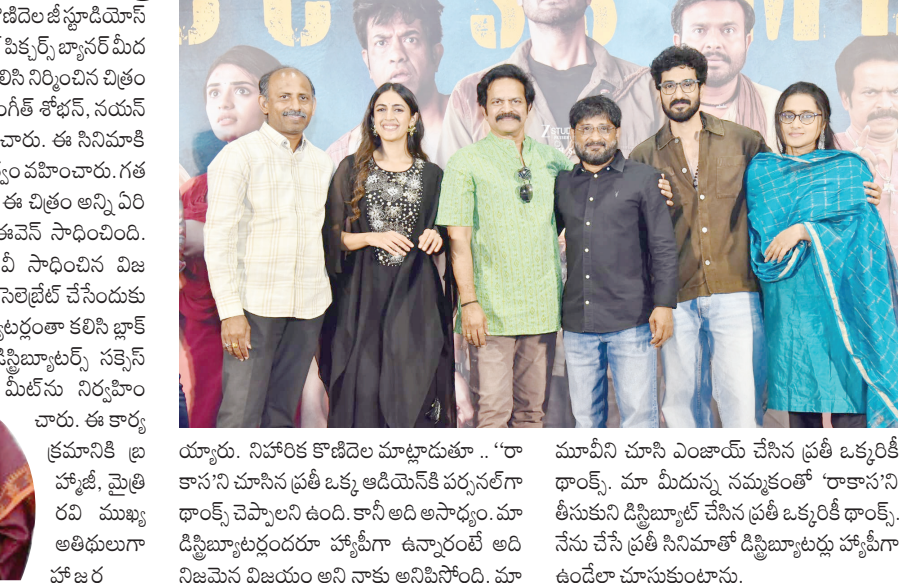 ణిదెల జీ స్టూడియోస్
పిక్చర్స్ బ్యానర్ మీద
లిసి నిర్మించిన చిత్రం
గీత్ శోభన్, నయన్
చారు. ఈ సినిమాకి
వహించారు. గత
ఈ చిత్రం అన్ని ఏరి
ఈవెన్ సాధించింది.
వీ సాధించిన విజ
సెలెబ్రేట్ చేసేందుకు
టర్లంతా కలిసి బ్లాక్
డిస్ట్రిబ్యూటర్స్ సక్సెస్
మీట్‌ను నిర్వహిం
చారు. ఈ కార్య
క్రమానికి బ్ర
హ్మాజీ, మైత్రి
రవి ముఖ్య
అతిథులుగా
హాజర
య్యారు. నిహారిక కొణిదెల మాట్లాడుతూ .. ‘‘రా
కాస’ని చూసిన ప్రతీ ఒక్క ఆడియెన్‌కి పర్సనల్‌గా
థాంక్స్ చెప్పాలని ఉంది. కానీ అది అసాధ్యం. మా
డిస్ట్రిబ్యూటర్లందరూ హ్యాపీగా ఉన్నారంటే అది
నిజమైన విజయం అని నాకు అనిపిస్తోంది. మా
మూవీని చూసి ఎంజాయ్ చేసిన ప్రతీ ఒక్కరికీ
థాంక్స్. మా మీదున్న నమ్మకంతో ‘రాకాస’ని
తీసుకుని డిస్ట్రిబ్యూట్ చేసిన ప్రతీ ఒక్కరికీ థాంక్స్.
నేను చేసే ప్రతీ సినిమాతో డిస్ట్రిబ్యూటర్లు హ్యాపీగా
ఉండేలా చూసుకుంటాను.